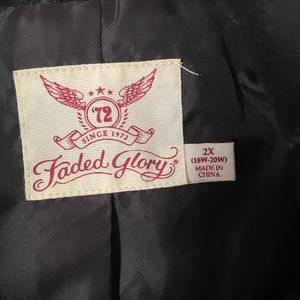 '72
SINCE 1972
Faded Glory®
2X
(18W-20W)
MADE IN
CHINA